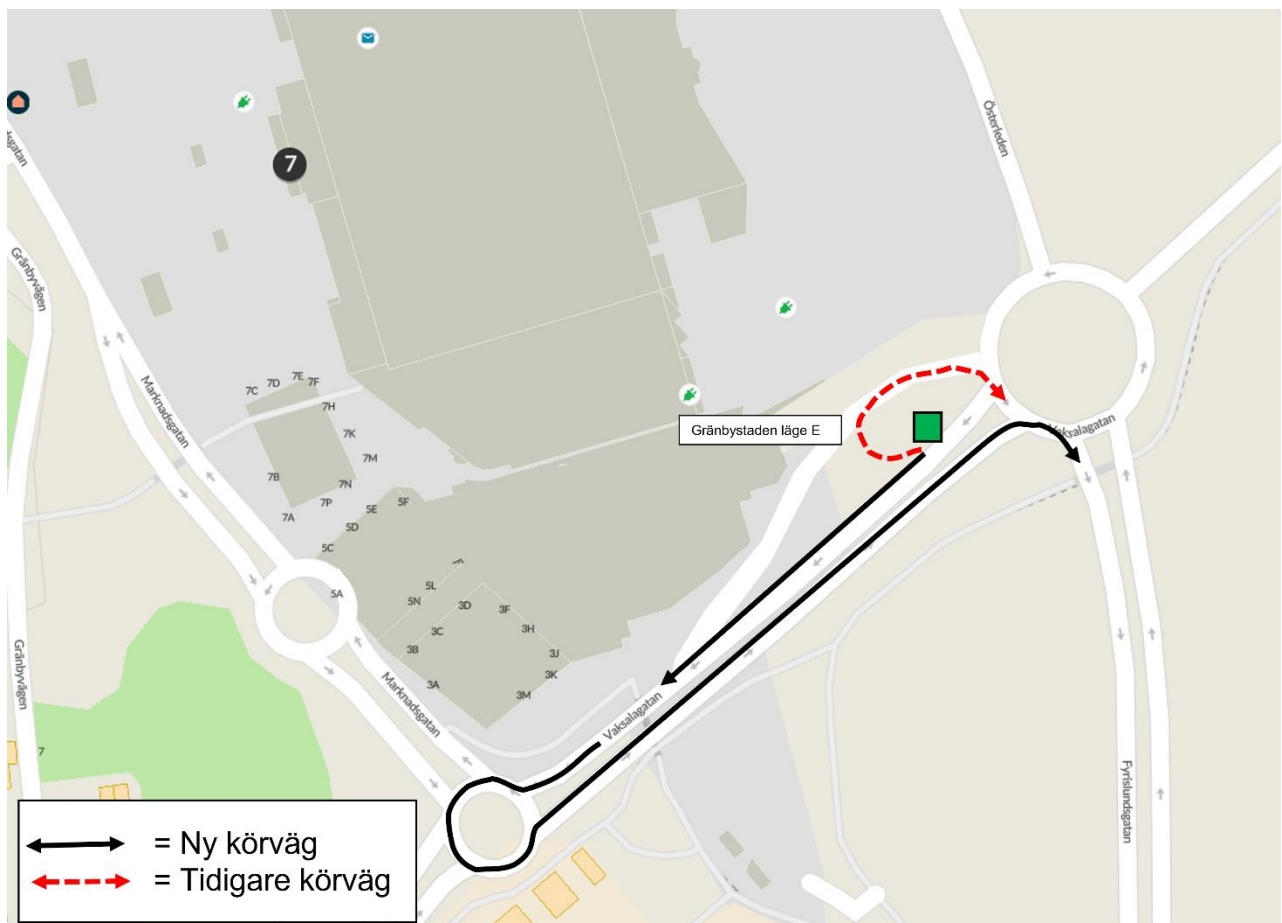 sgatan
7
Gränbyvägen
Marknadsgatan
Österleden
Vaksalagatan
Gränbystaden läge E
7C
7D
7E
7F
7H
7K
7M
7B
7N
7P
7A
5F
5E
5D
5C
5A
5L
5N
3D
3F
3C
3H
3B
3J
3K
3A
3M
Marknadsgatan
Vaksalagatan
Gränbyvägen
7
Fyrislundsgatan
= Ny körväg
= Tidigare körväg